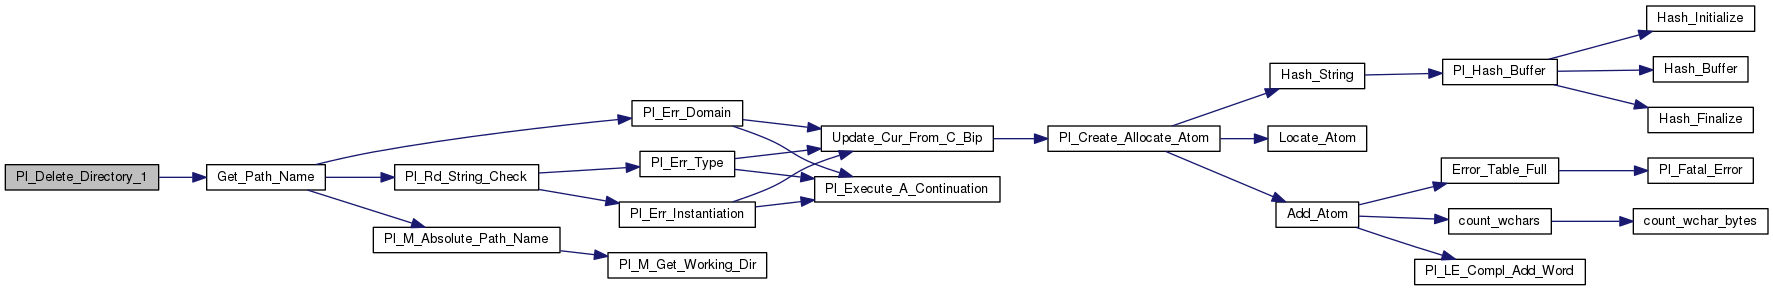 Pl_Delete_Directory_1
Get_Path_Name
Pl_Err_Domain
Pl_Rd_String_Check
Pl_M_Absolute_Path_Name
Pl_Err_Type
Pl_Err_Instantiation
Pl_M_Get_Working_Dir
Update_Cur_From_C_Bip
Pl_Execute_A_Continuation
Pl_Create_Allocate_Atom
Hash_String
Locate_Atom
Add_Atom
Pl_Hash_Buffer
Hash_Initialize
Hash_Buffer
Hash_Finalize
Error_Table_Full
Pl_Fatal_Error
count_wchars
count_wchar_bytes
Pl_LE_Compl_Add_Word